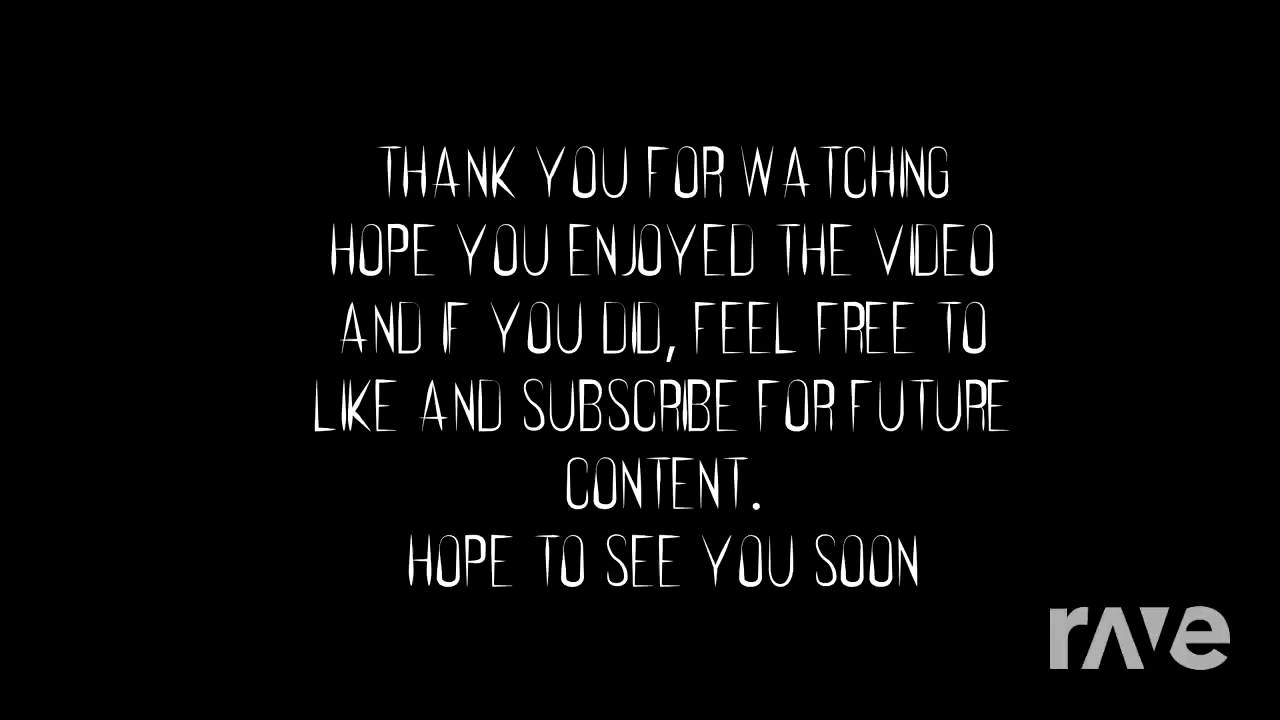 THANK YOU FOR WATCHING
HOPE YOU ENJOYED THE VIDEO
AND IF YOU DID, FEEL FREE TO
LIKE AND SUBSCRIBE FOR FUTURE
CONTENT.
HOPE TO SEE YOU SOON
rave